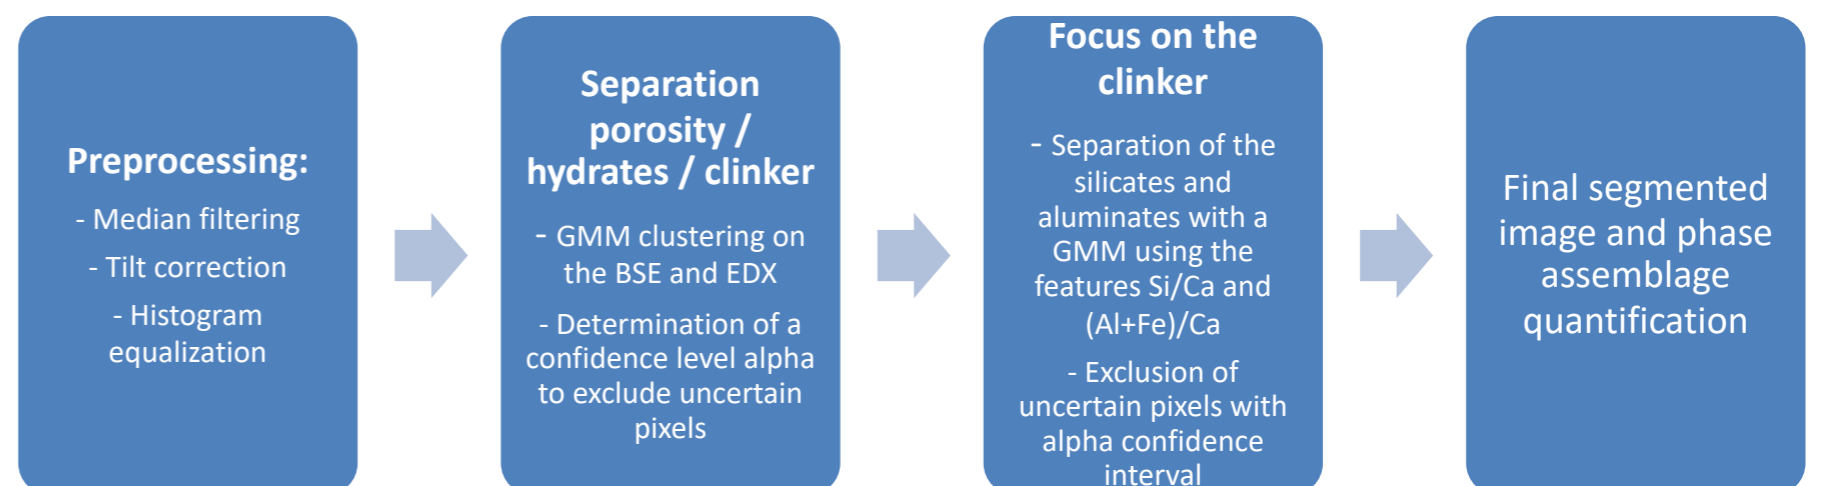 Preprocessing:
- Median filtering
- Tilt correction
- Histogram
equalization
Separation
porosity /
hydrates / clinker
- GMM clustering on
the BSE and EDX
- Determination of a
confidence level alpha
to exclude uncertain
pixels
Focus on the
clinker
- Separation of the
silicates and
aluminates with a
GMM using the
features Si/Ca and
(Al+Fe)/Ca
- Exclusion of
uncertain pixels with
alpha confidence
interval
Final segmented
image and phase
assemblage
quantification